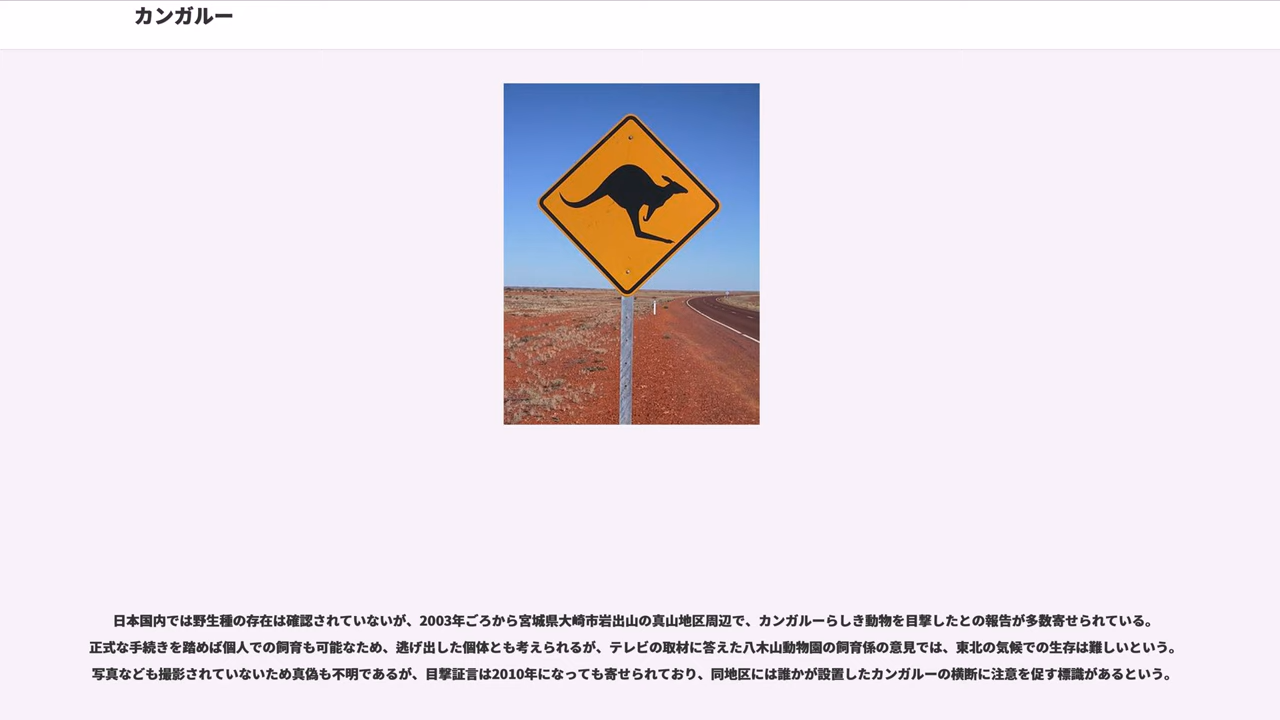 カンガルー
日本国内では野生種の存在は確認されていないが、2003年ごろから宮城県大崎市岩出山の真山地区周辺で、カンガルーらしき動物を目撃したとの報告が多数寄せられている。
正式な手続きを踏めば個人での飼育も可能なため、逃げ出した個体とも考えられるが、テレビの取材に答えた八木山動物園の飼育係の意見では、東北の気候での生存は難しいという。
写真なども撮影されていないため真偽も不明であるが、目撃証言は2010年になっても寄せられており、同地区には誰かが設置したカンガルーの横断に注意を促す標識があるという。